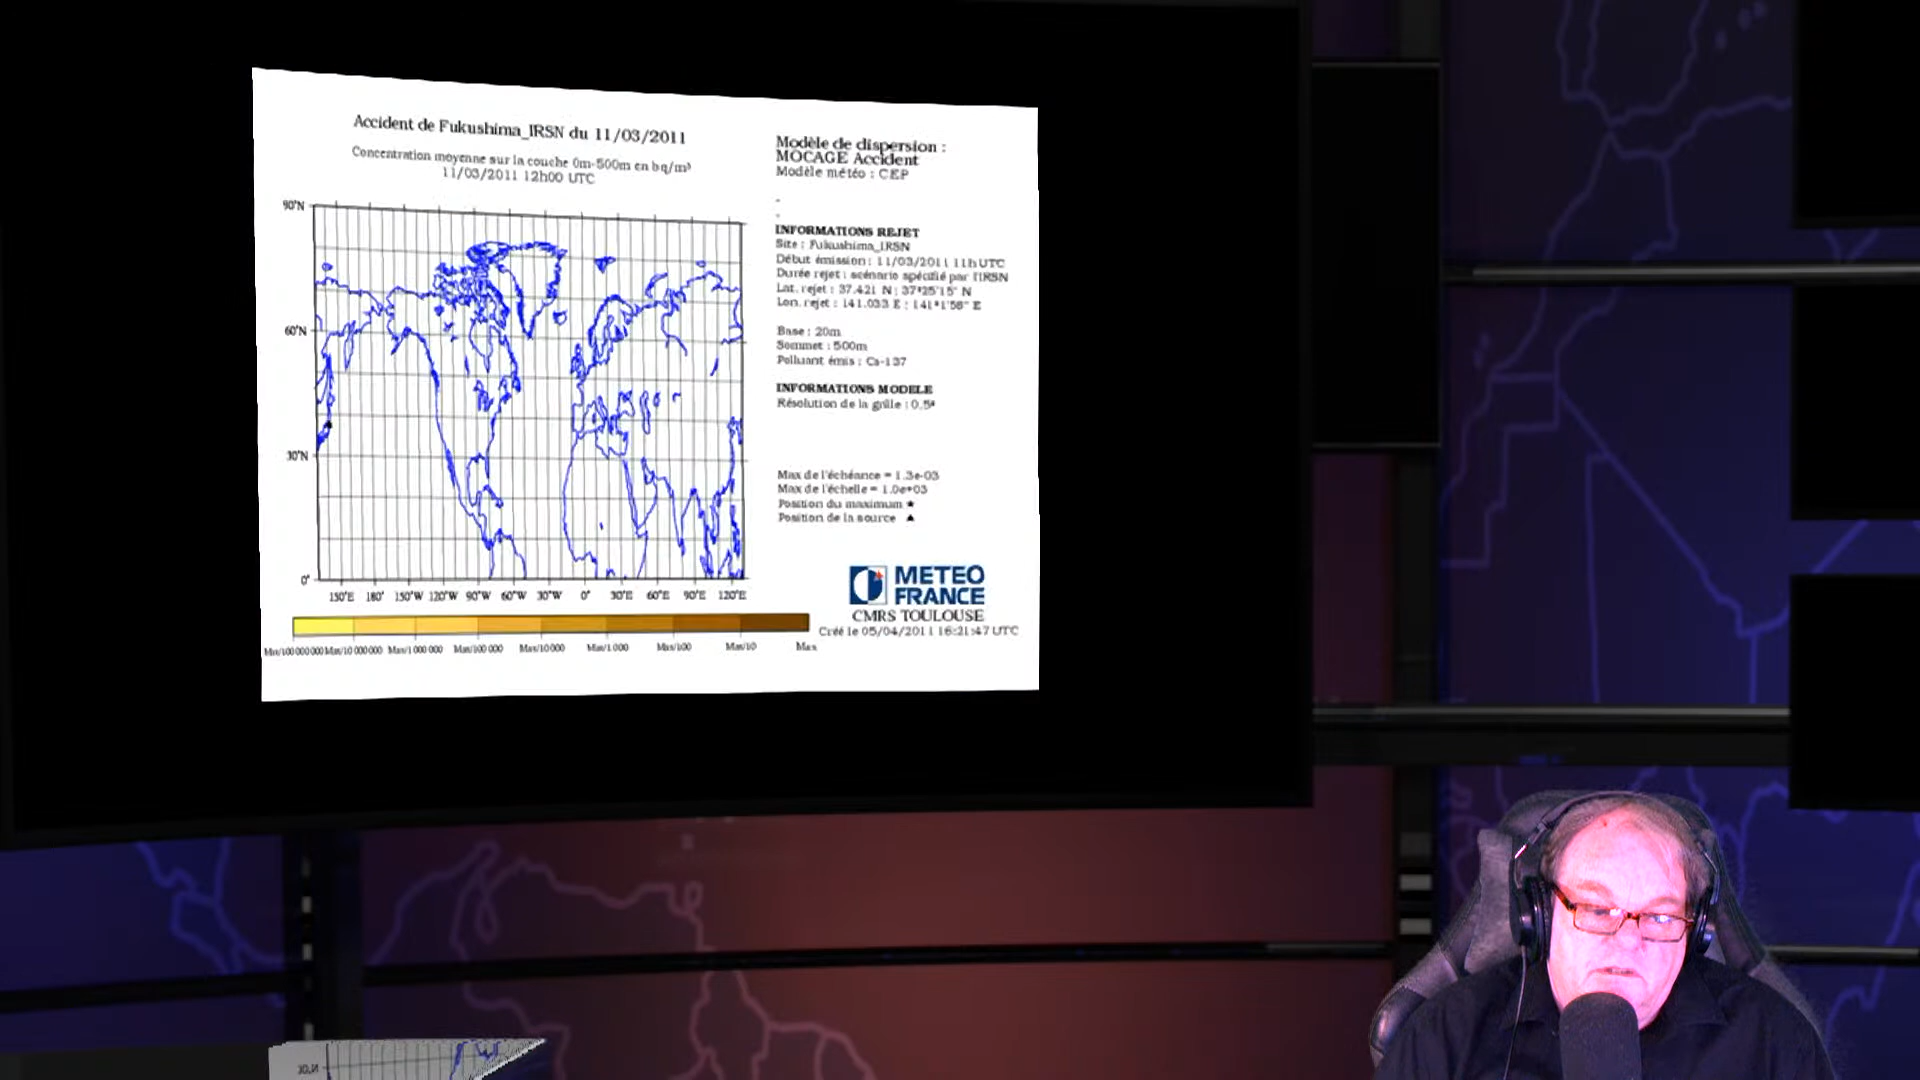 Accident de Fukushima_IRSN du 11/03/2011
Concentration moyenne sur la couche 0m-500m en bq/m³
11/03/2011 12h00 UTC
90°N
60°N
30°N
0°
150°E 180° 150°W 120°W 90°W 60°W 30°W 0° 30°E 60°E 90°E 120°E
Max/100 000 000 Max/10 000 000 Max/1 000 000 Max/100 000 Max/10 000 Max/1 000 Max/100 Max/10 Max
Modèle de dispersion :
MOCAGE Accident
Modèle météo : CEP
-
-
INFORMATIONS REJET
Site : Fukushima_IRSN
Début émission : 11/03/2011 11h UTC
Durée rejet : scénario spécifié par l'IRSN
Lat. rejet : 37.421 N ; 37°25'15" N
Lon. rejet : 141.033 E ; 141°1'58" E
Base : 20m
Sommet : 500m
Polluant émis : Cs-137
INFORMATIONS MODELE
Résolution de la grille : 0.5°
Max de l'échéance = 1.3e-03
Max de l'échelle = 1.0e+03
Position du maximum ★
Position de la source ▲
METEO
FRANCE
CMRS TOULOUSE
Créé le 05/04/2011 16:21:47 UTC